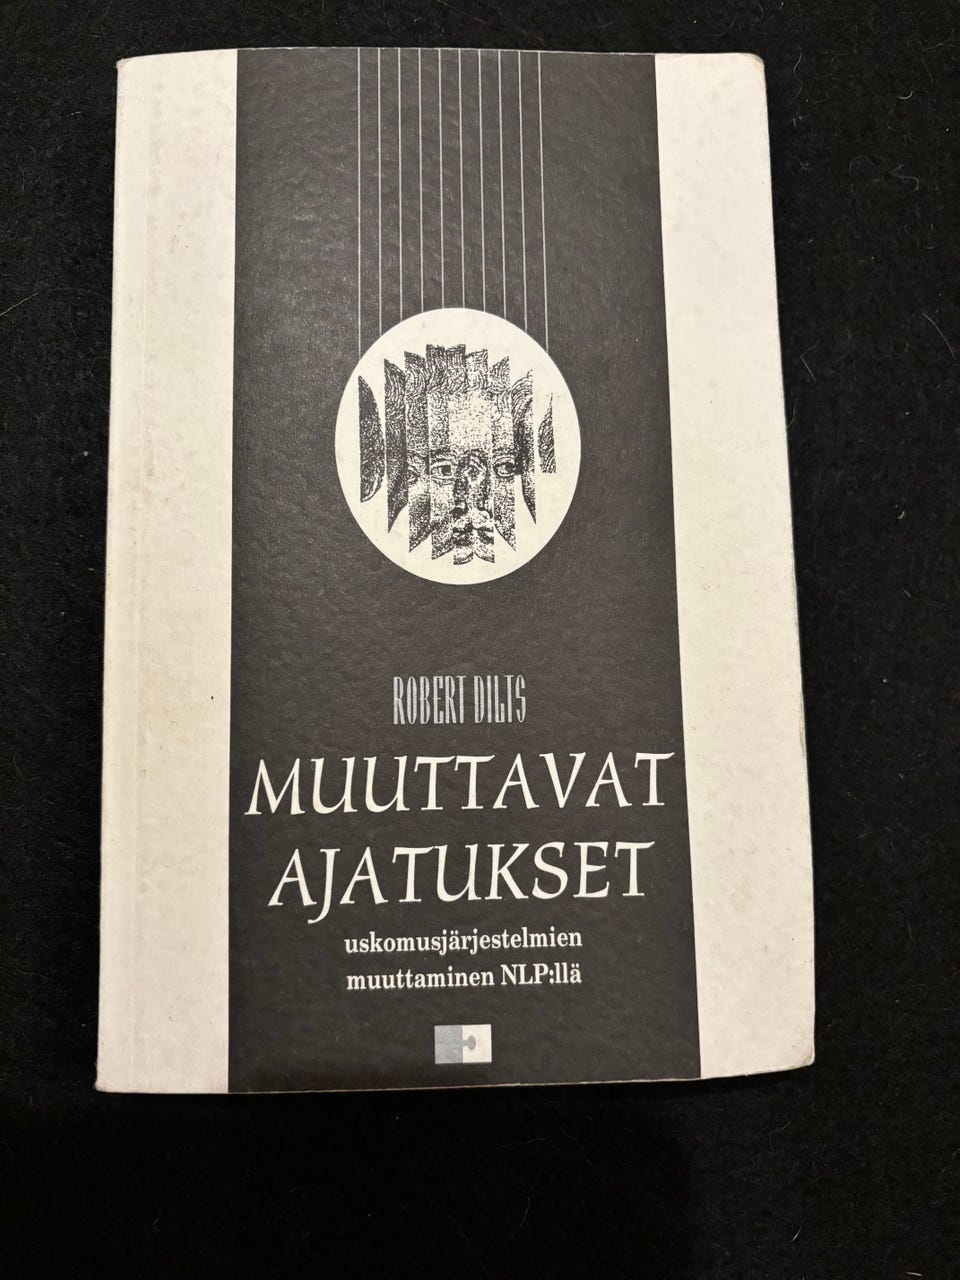 ROBERT DILTS
MUUTTAVAT
AJATUKSET
uskomusjärjestelmien
muuttaminen NLP:llä